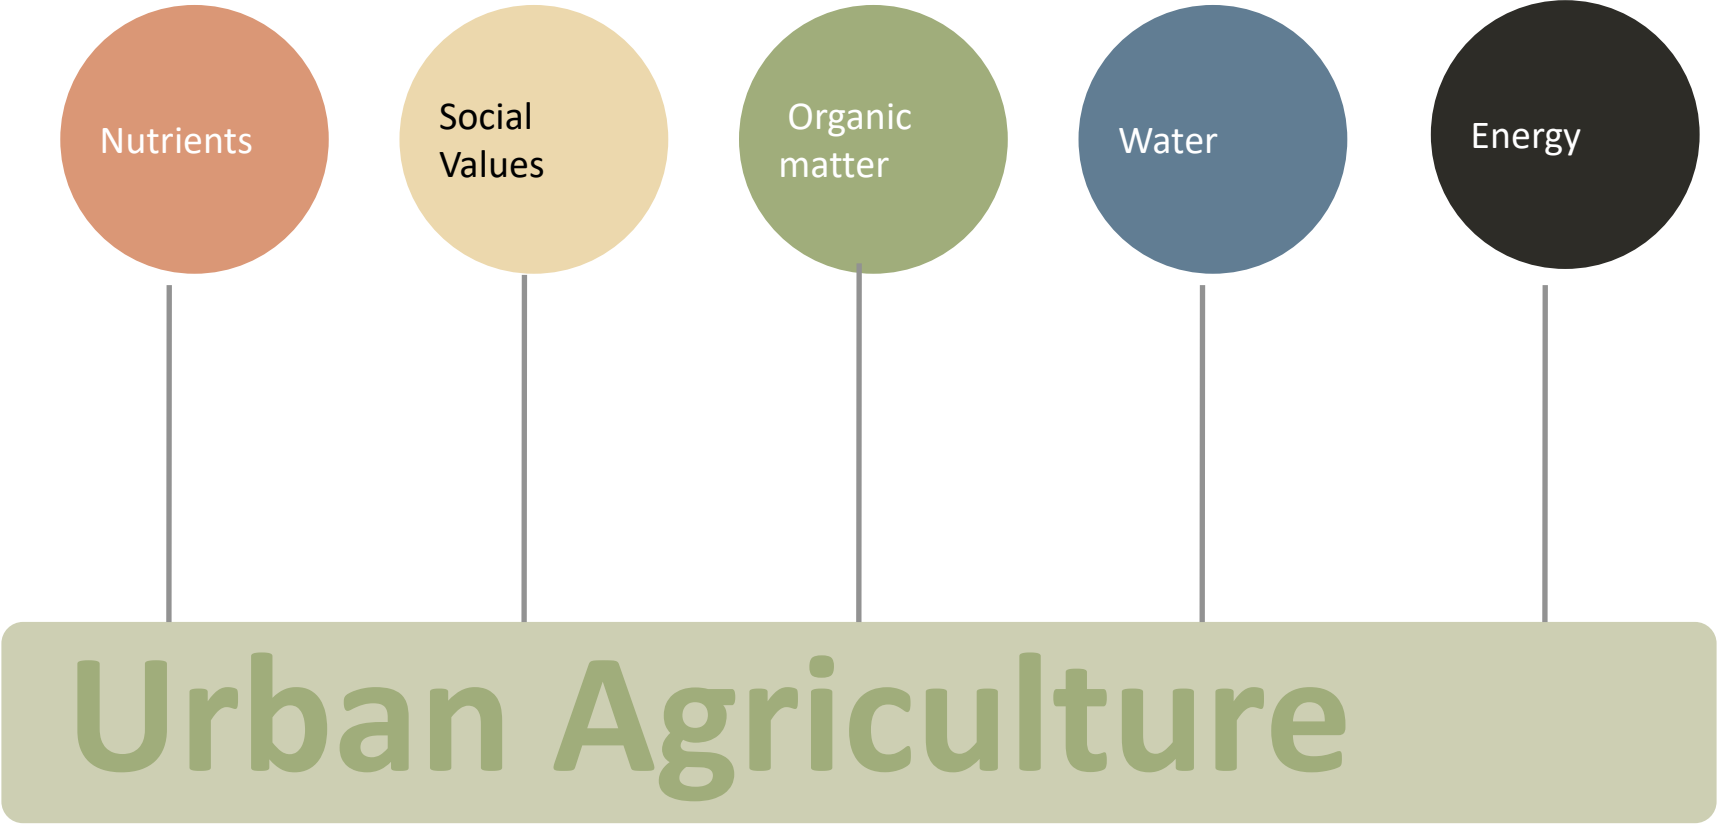 Nutrients
Social
Values
Organic
matter
Water
Energy
Urban Agriculture